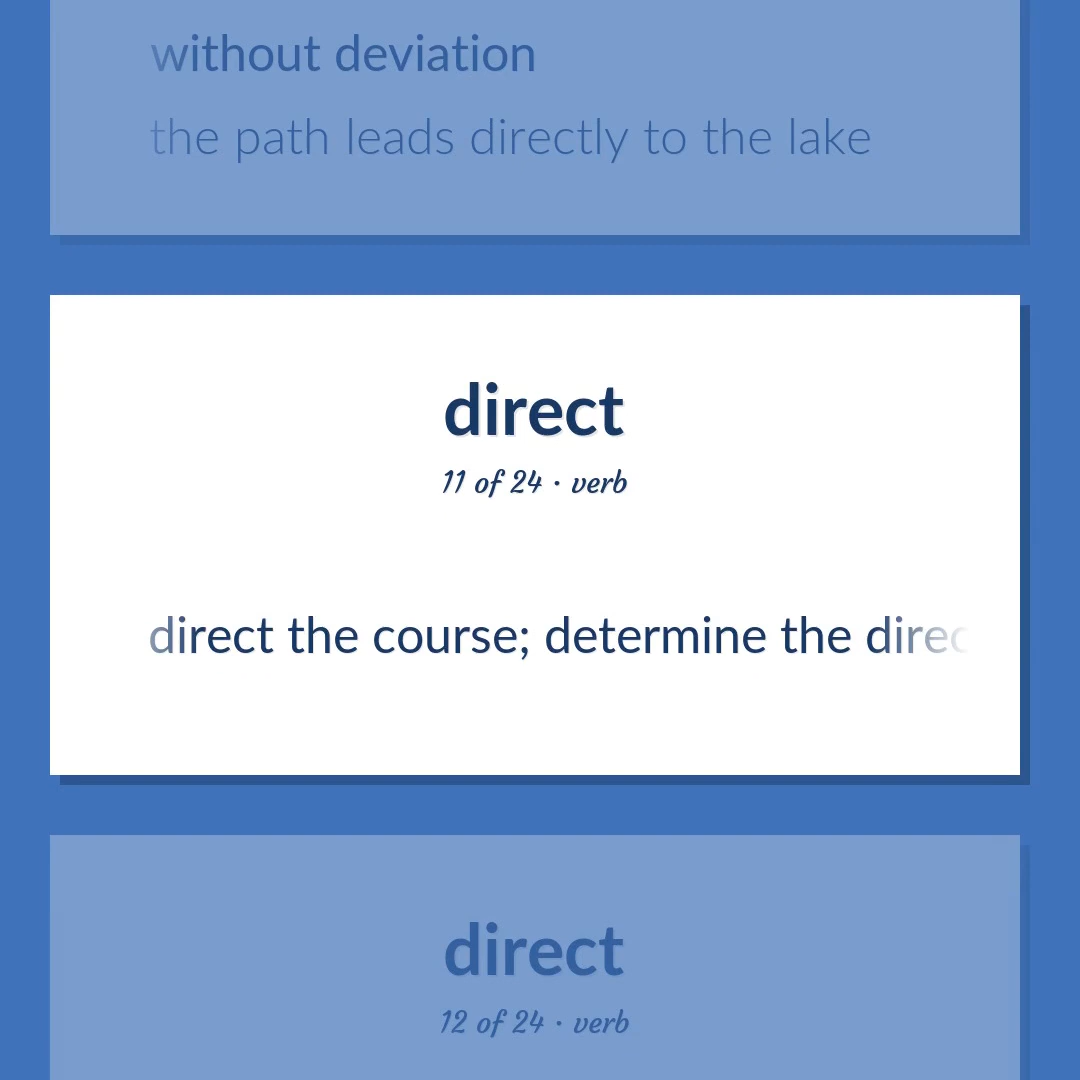 without deviation
the path leads directly to the lake
direct
11 of 24 · verb
direct the course; determine the direc
direct
12 of 24 · verb